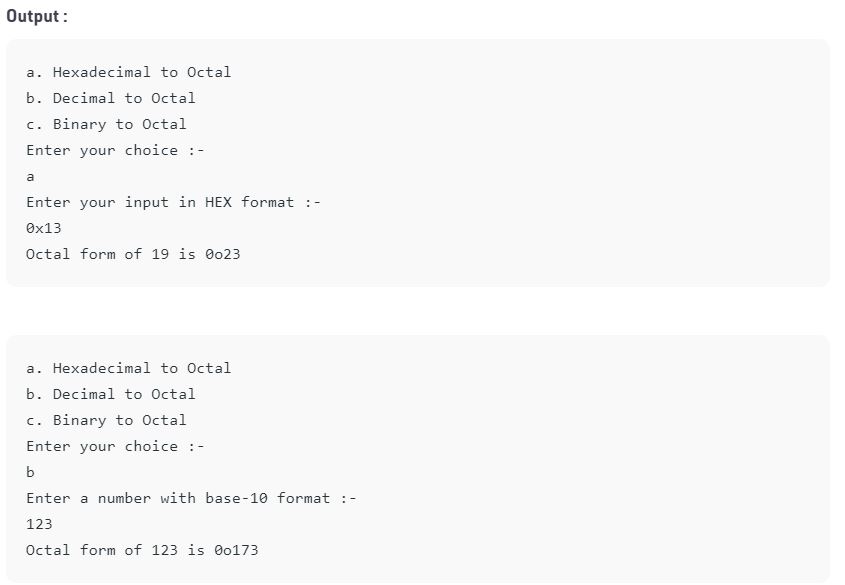 Output :
a. Hexadecimal to Octal
b. Decimal to Octal
c. Binary to Octal
Enter your choice :-
a
Enter your input in HEX format :-
0x13
Octal form of 19 is 0o23
a. Hexadecimal to Octal
b. Decimal to Octal
c. Binary to Octal
Enter your choice :-
b
Enter a number with base-10 format :-
123
Octal form of 123 is 0o173